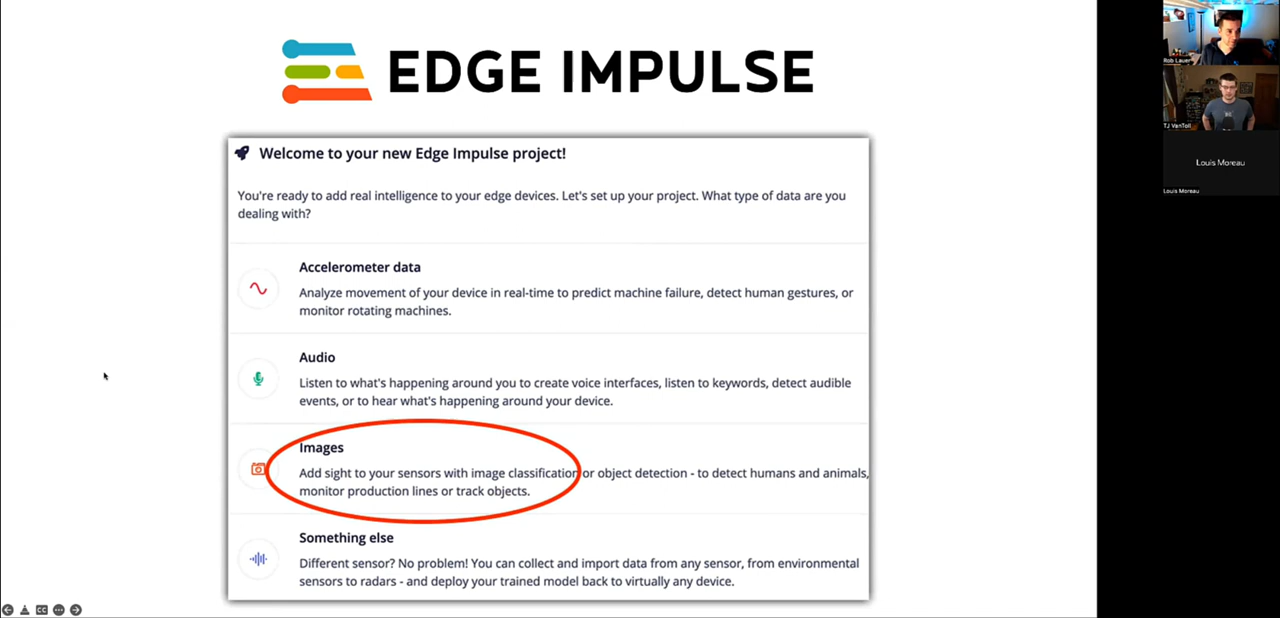 EDGE IMPULSE
Welcome to your new Edge Impulse project!
You're ready to add real intelligence to your edge devices. Let's set up your project. What type of data are you
dealing with?
Accelerometer data
Analyze movement of your device in real-time to predict machine failure, detect human gestures, or
monitor rotating machines.
Audio
Listen to what's happening around you to create voice interfaces, listen to keywords, detect audible
events, or to hear what's happening around your device.
Images
Add sight to your sensors with image classification or object detection - to detect humans and animals,
monitor production lines or track objects.
Something else
Different sensor? No problem! You can collect and import data from any sensor, from environmental
sensors to radars - and deploy your trained model back to virtually any device.
CC
Rob Lauer
TJ VanToll
Louis Moreau
Louis Moreau